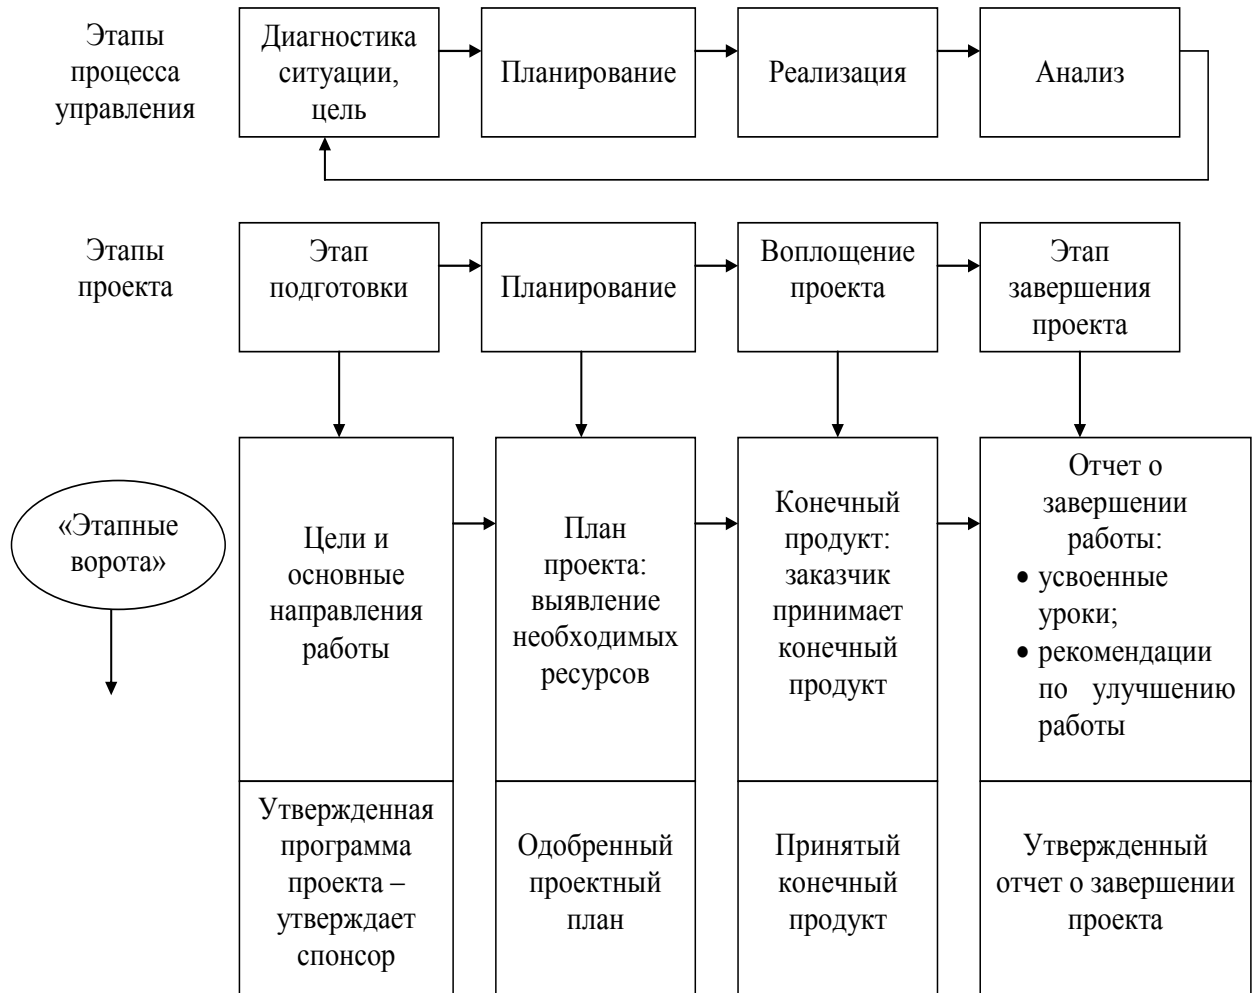 Этапы
процесса
управления
Диагностика
ситуации,
цель
Планирование
Реализация
Анализ
Этапы
проекта
Этап
подготовки
Планирование
Воплощение
проекта
Этап
завершения
проекта
«Этапные
ворота»
Цели и
основные
направления
работы
План
проекта:
выявление
необходимых
ресурсов
Конечный
продукт:
заказчик
принимает
конечный
продукт
Отчет о
завершении
работы:
• усвоенные
уроки;
• рекомендации
по улучшению
работы
Утвержденная
программа
проекта –
утверждает
спонсор
Одобренный
проектный
план
Принятый
конечный
продукт
Утвержденный
отчет о завершении
проекта